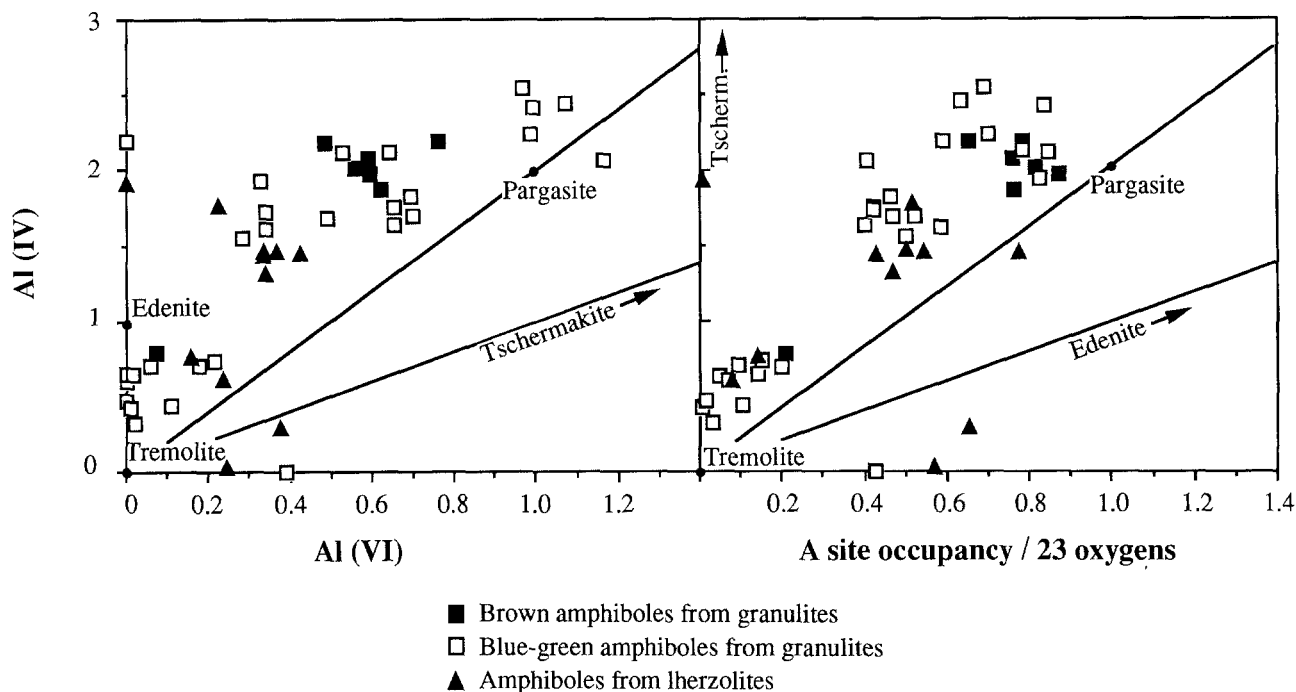 3
2
1
0
Al (IV)
Edenite
Tremolite
Pargasite
Tschermakite
0 0.2 0.4 0.6 0.8 1.0 1.2
Al (VI)
Tscherm.
Pargasite
Edenite
Tremolite
0.2 0.4 0.6 0.8 1.0 1.2 1.4
A site occupancy / 23 oxygens
Brown amphiboles from granulites
Blue-green amphiboles from granulites
Amphiboles from lherzolites